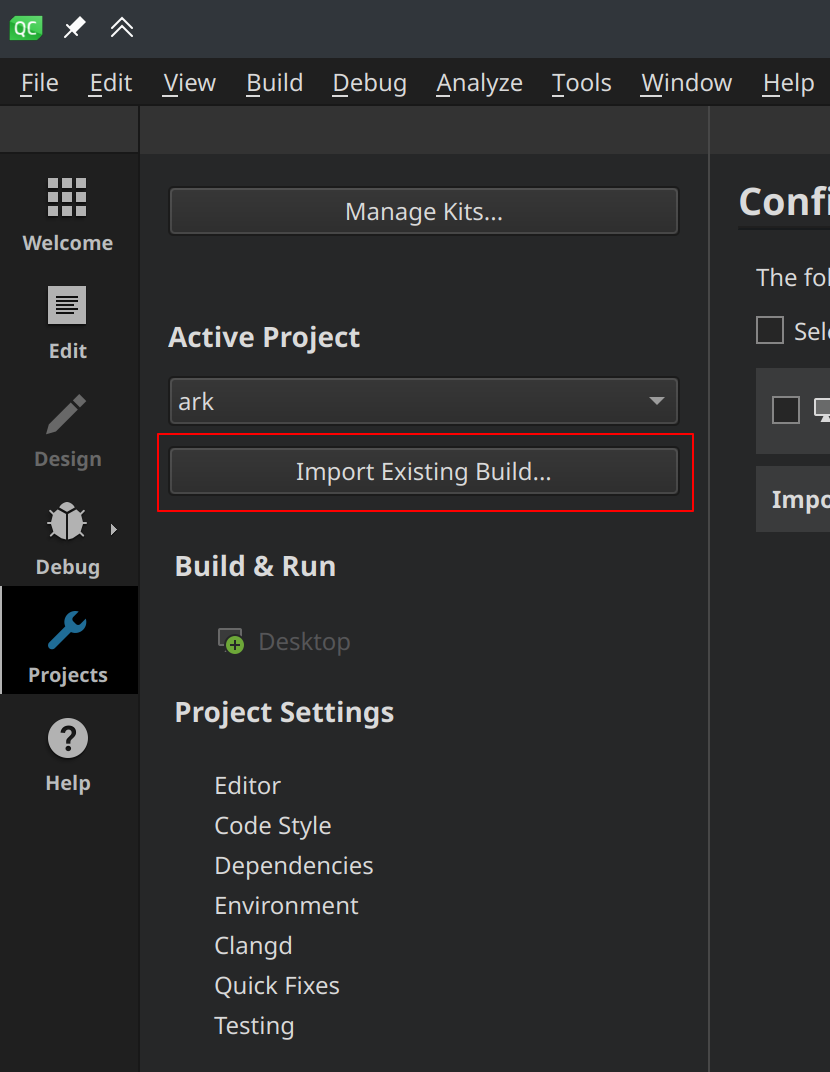 QC
File Edit View Build Debug Analyze Tools Window Help
Welcome
Edit
Design
Debug
Projects
Help
Manage Kits...
Active Project
ark
Import Existing Build...
Build & Run
Desktop
Project Settings
Editor
Code Style
Dependencies
Environment
Clangd
Quick Fixes
Testing
Confi
The fol
Sele
Impo